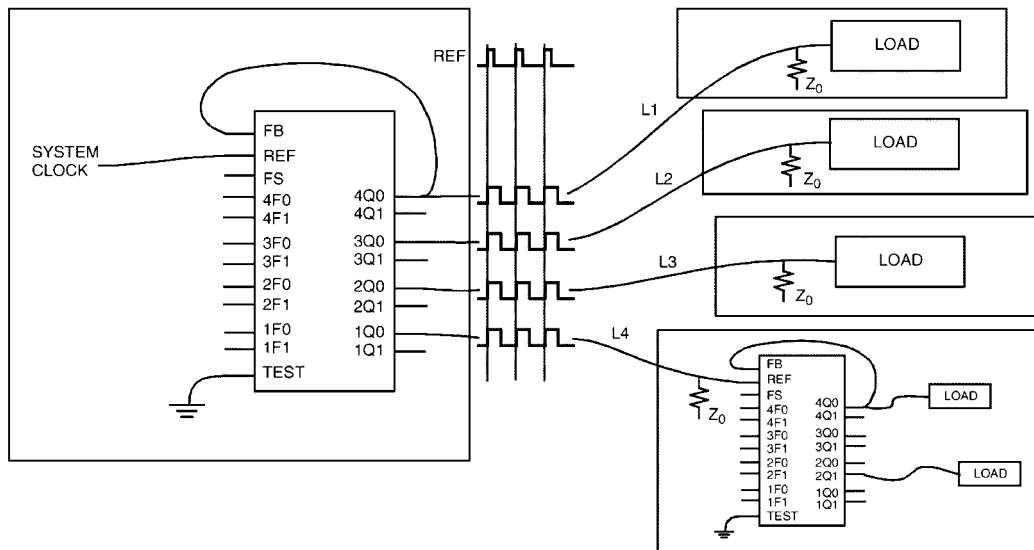 REF
LOAD
Z0
L1
FB
SYSTEM
CLOCK
REF
FS
4F0
4F1
3F0
3F1
2F0
2F1
1F0
1F1
TEST
4Q0
4Q1
3Q0
3Q1
2Q0
2Q1
1Q0
1Q1
LOAD
Z0
L2
LOAD
Z0
L3
L4
Z0
FB
REF
FS
4F0
4F1
3F0
3F1
2F0
2F1
1F0
1F1
TEST
4Q0
4Q1
3Q0
3Q1
2Q0
2Q1
1Q0
1Q1
LOAD
LOAD